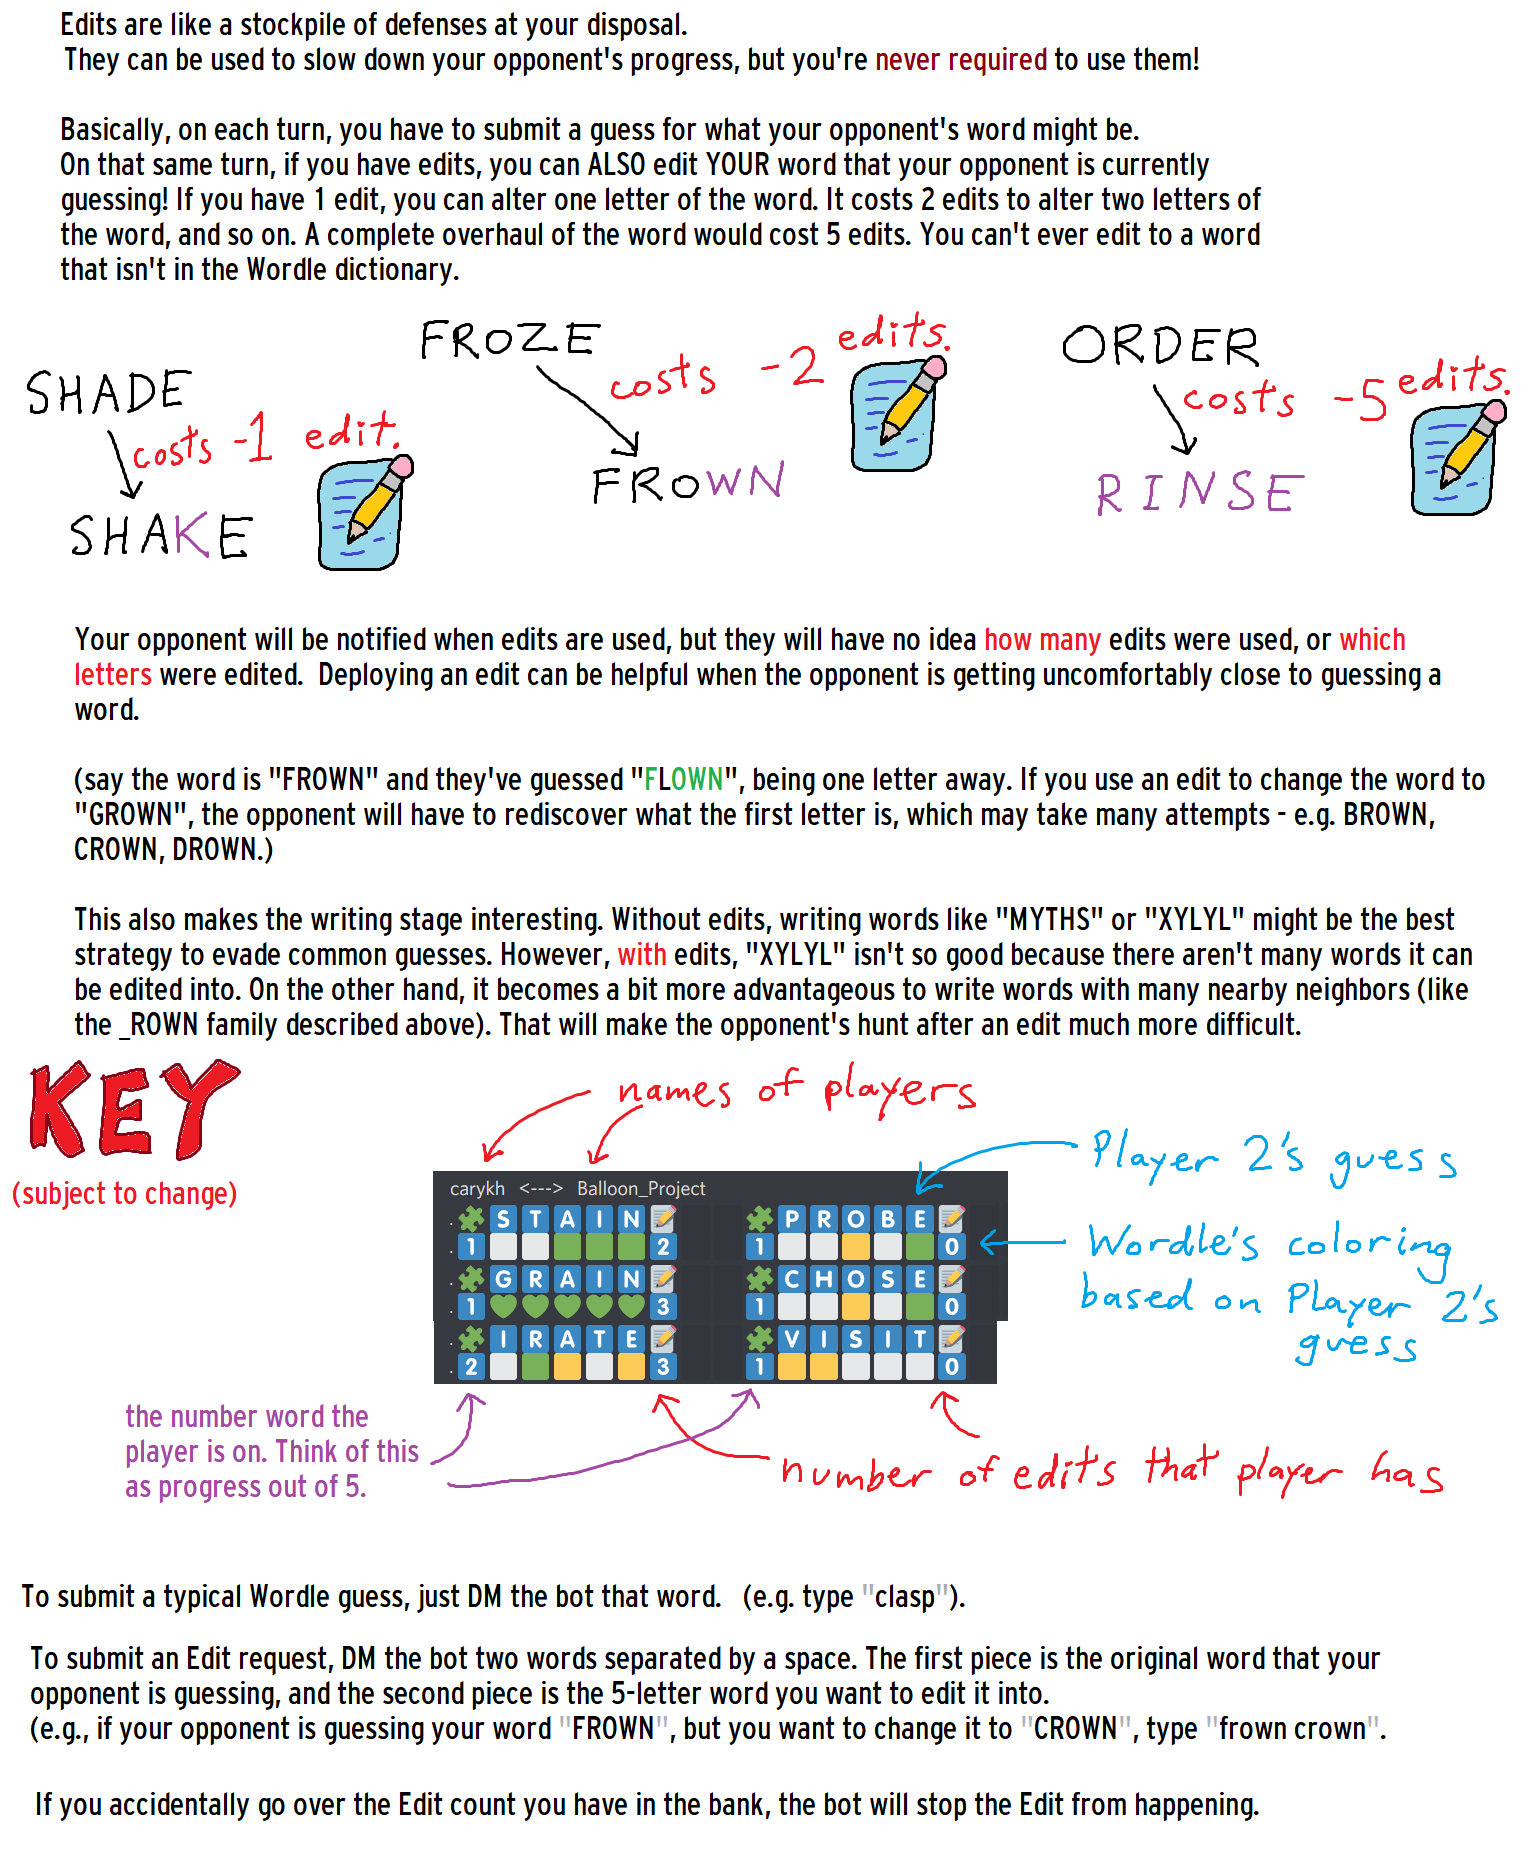 Edits are like a stockpile of defenses at your disposal.
They can be used to slow down your opponent's progress, but you're never required to use them!
Basically, on each turn, you have to submit a guess for what your opponent's word might be.
On that same turn, if you have edits, you can ALSO edit YOUR word that your opponent is currently
guessing! If you have 1 edit, you can alter one letter of the word. It costs 2 edits to alter two letters of
the word, and so on. A complete overhaul of the word would cost 5 edits. You can't ever edit to a word
that isn't in the Wordle dictionary.
SHADE
costs -1 edit.
SHAKE
FROZE
costs -2 edits.
FROWN
ORDER
costs -5 edits.
RINSE
Your opponent will be notified when edits are used, but they will have no idea how many edits were used, or which
letters were edited.  Deploying an edit can be helpful when the opponent is getting uncomfortably close to guessing a
word.
(say the word is "FROWN" and they've guessed "FLOWN", being one letter away. If you use an edit to change the word to
"GROWN", the opponent will have to rediscover what the first letter is, which may take many attempts - e.g. BROWN,
CROWN, DROWN.)
This also makes the writing stage interesting. Without edits, writing words like "MYTHS" or "XYLYL" might be the best
strategy to evade common guesses. However, with edits, "XYLYL" isn't so good because there aren't many words it can
be edited into. On the other hand, it becomes a bit more advantageous to write words with many nearby neighbors (like
the _ROWN family described above). That will make the opponent's hunt after an edit much more difficult.
KEY
(subject to change)
names of players
Player 2's guess
Wordle's coloring
based on Player 2's
guess
carykh <---> Balloon_Project
. STAIN PROBE
. 1 2 1 0
. GRAIN CHOSE
. 1 3 1 0
. IRATE VISIT
. 2 3 1 0
the number word the
player is on. Think of this
as progress out of 5.
number of edits that player has
To submit a typical Wordle guess, just DM the bot that word.   (e.g. type "clasp").
To submit an Edit request, DM the bot two words separated by a space. The first piece is the original word that your
opponent is guessing, and the second piece is the 5-letter word you want to edit it into.
(e.g., if your opponent is guessing your word "FROWN", but you want to change it to "CROWN", type "frown crown".
If you accidentally go over the Edit count you have in the bank, the bot will stop the Edit from happening.